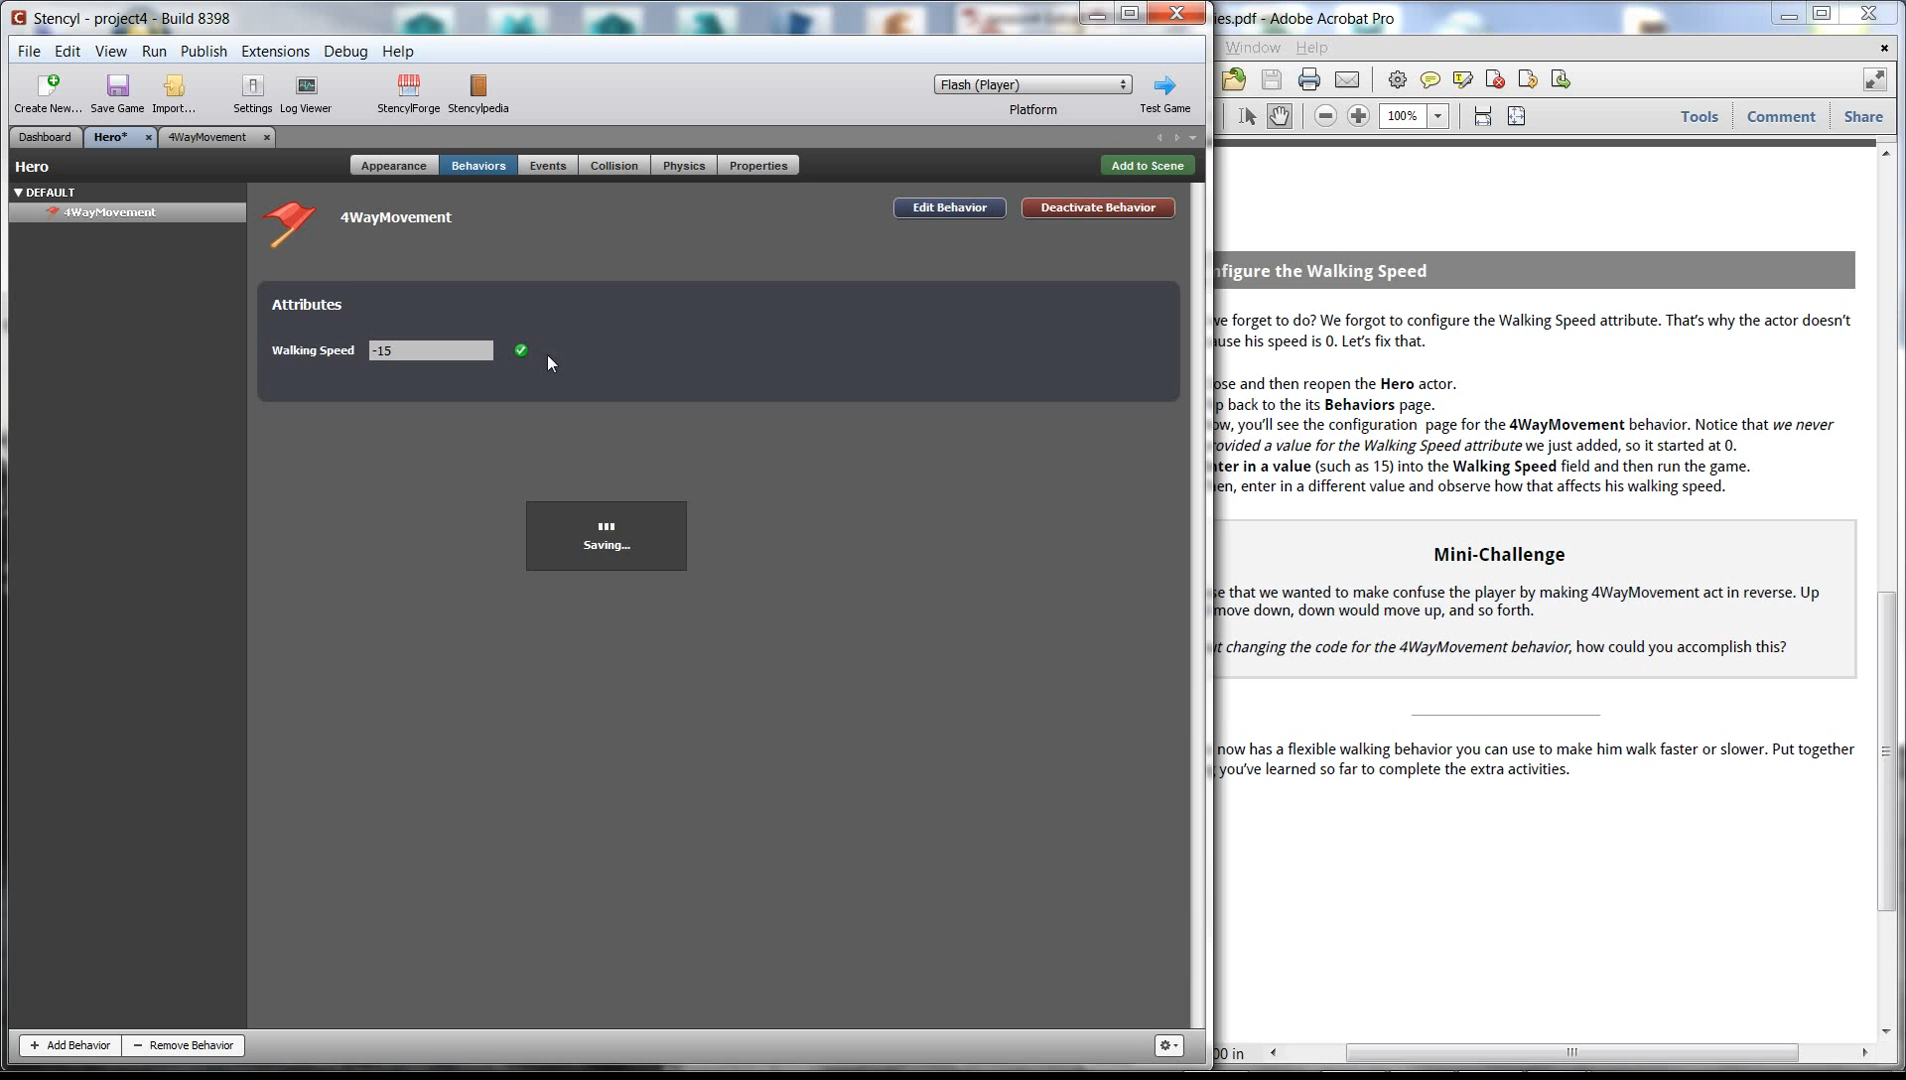 Stencyl - project4 - Build 8398
File Edit View Run Publish Extensions Debug Help
Create New... Save Game Import... Settings Log Viewer StencylForge Stencylpedia
Flash (Player)
Platform
Test Game
Dashboard Hero* 4WayMovement
Hero
Appearance Behaviors Events Collision Physics Properties
Add to Scene
DEFAULT
4WayMovement
4WayMovement
Edit Behavior Deactivate Behavior
Attributes
Walking Speed -15
Saving...
+ Add Behavior − Remove Behavior
ies.pdf - Adobe Acrobat Pro
Window Help
100%
Tools Comment Share
nfigure the Walking Speed
we forget to do? We forgot to configure the Walking Speed attribute. That's why the actor doesn't
ause his speed is 0. Let's fix that.
ose and then reopen the Hero actor.
p back to the its Behaviors page.
ow, you'll see the configuration page for the 4WayMovement behavior. Notice that we never
rovided a value for the Walking Speed attribute we just added, so it started at 0.
nter in a value (such as 15) into the Walking Speed field and then run the game.
en, enter in a different value and observe how that affects his walking speed.
Mini-Challenge
se that we wanted to make confuse the player by making 4WayMovement act in reverse. Up
move down, down would move up, and so forth.
ut changing the code for the 4WayMovement behavior, how could you accomplish this?
now has a flexible walking behavior you can use to make him walk faster or slower. Put together
you've learned so far to complete the extra activities.
00 in